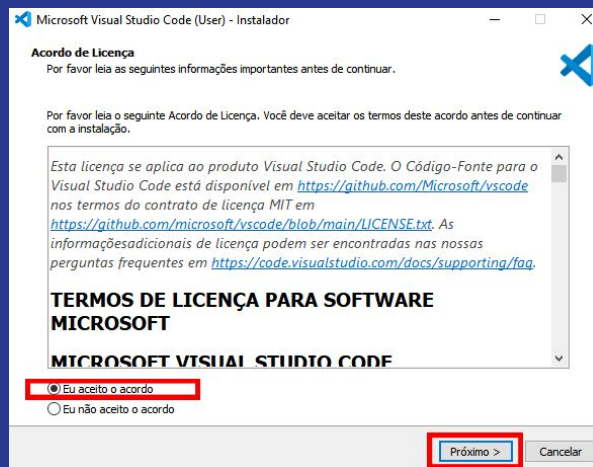 Microsoft Visual Studio Code (User) - Instalador
Acordo de Licença
Por favor leia as seguintes informações importantes antes de continuar.
Por favor leia o seguinte Acordo de Licença. Você deve aceitar os termos deste acordo antes de continuar
com a instalação.
Esta licença se aplica ao produto Visual Studio Code. O Código-Fonte para o
Visual Studio Code está disponível em https://github.com/Microsoft/vscode
nos termos do contrato de licença MIT em
https://github.com/microsoft/vscode/blob/main/LICENSE.txt. As
informaçõesadicionais de licença podem ser encontradas nas nossas
perguntas frequentes em https://code.visualstudio.com/docs/supporting/faq.
TERMOS DE LICENÇA PARA SOFTWARE
MICROSOFT
MICROSOFT VISUAL STUDIO CODE
Eu aceito o acordo
Eu não aceito o acordo
Próximo >
Cancelar